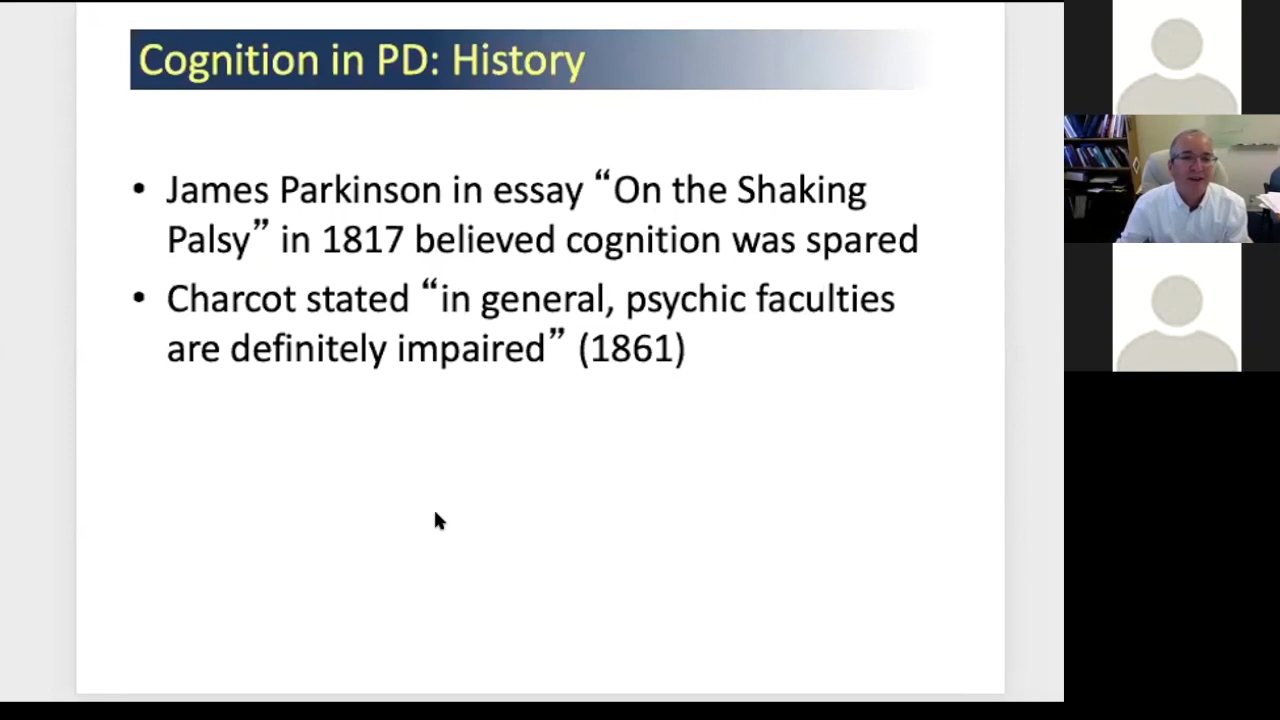 Cognition in PD: History
• James Parkinson in essay “On the Shaking
Palsy” in 1817 believed cognition was spared
• Charcot stated “in general, psychic faculties
are definitely impaired” (1861)